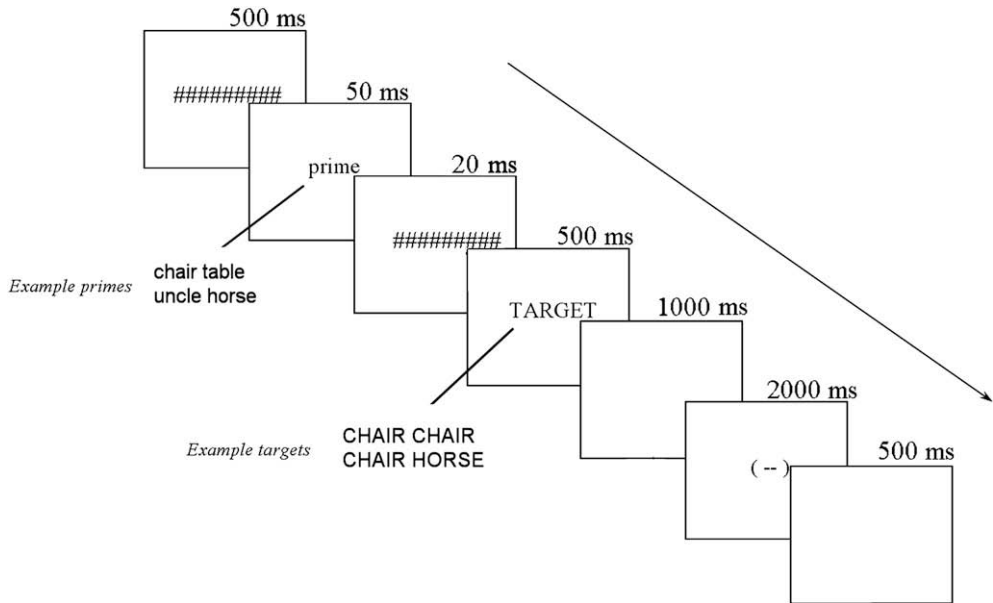 500 ms
#########
50 ms
prime
20 ms
#########
Example primes
chair table
uncle horse
500 ms
TARGET
Example targets
CHAIR CHAIR
CHAIR HORSE
1000 ms
2000 ms
( -- )
500 ms